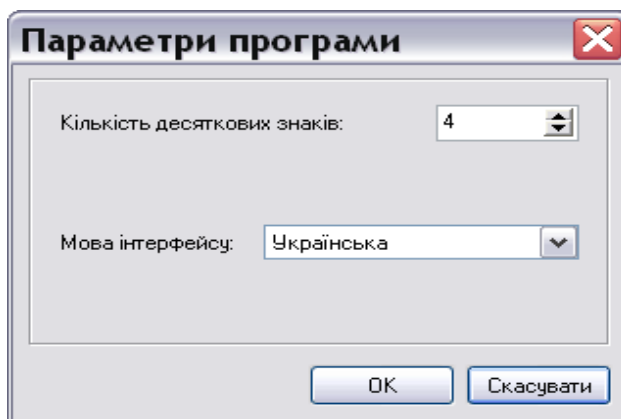 Параметри програми
Кількість десяткових знаків: 4
Мова інтерфейсу: Українська
OK Скасувати